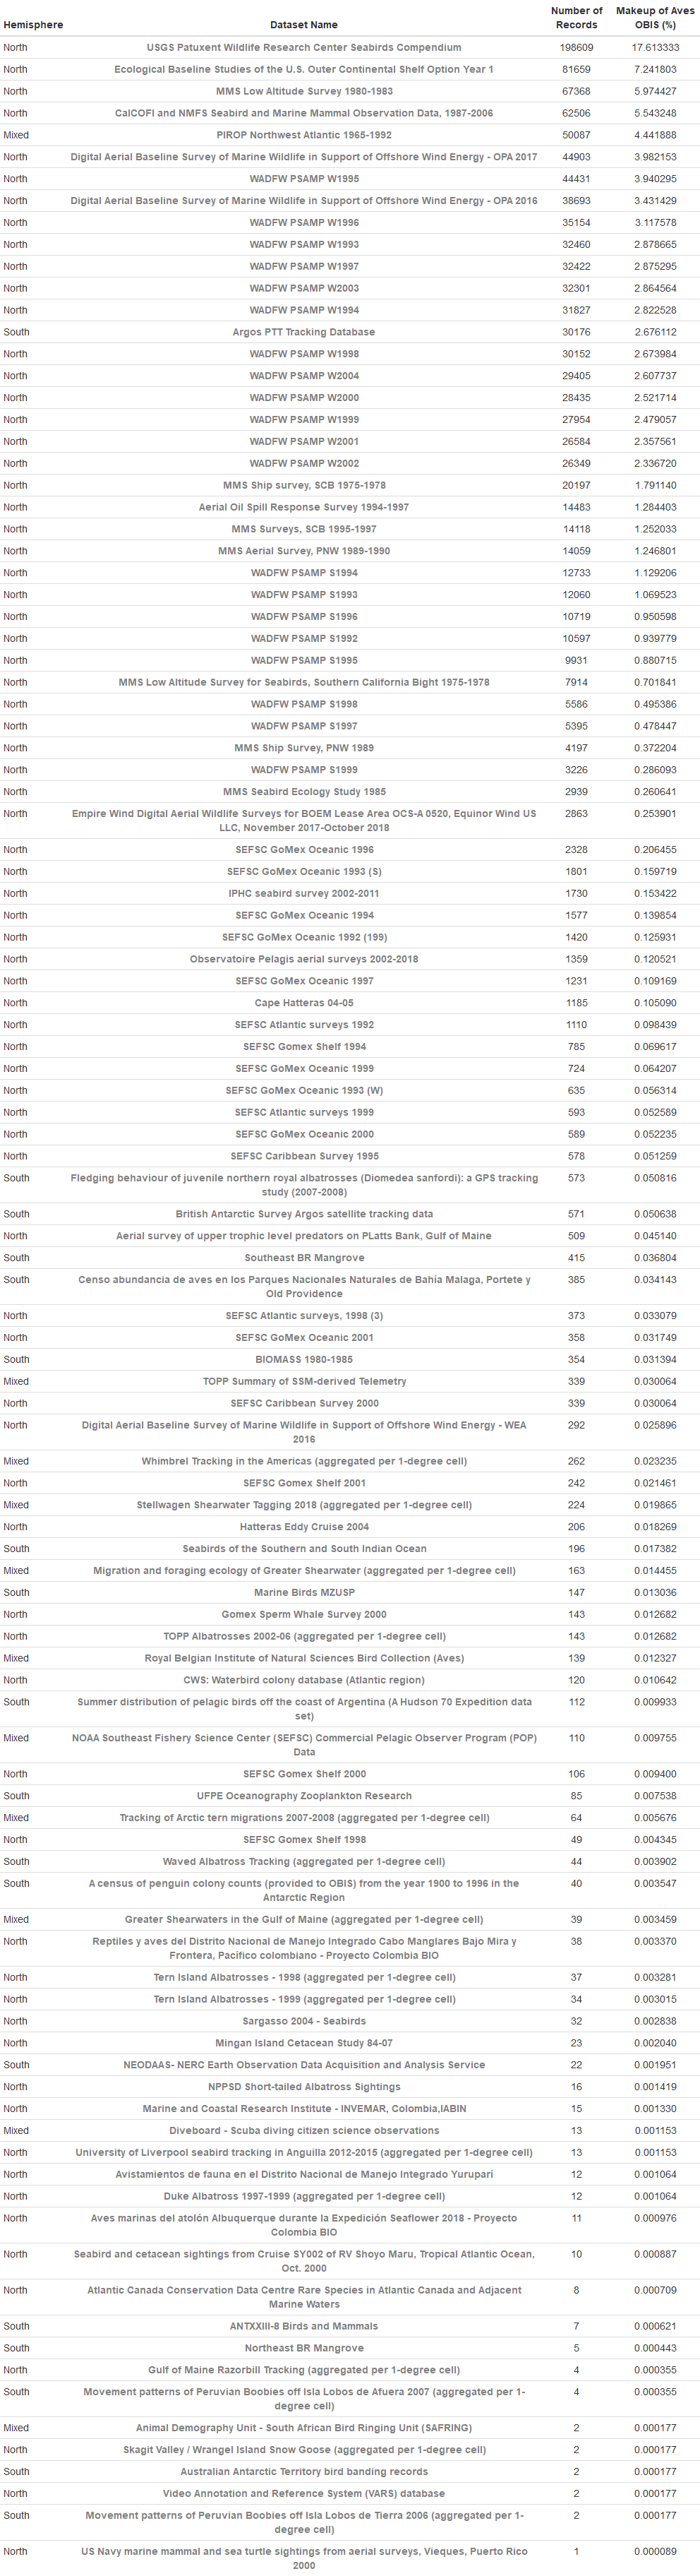 Hemisphere Dataset Name Number of Records Makeup of Aves OBIS (%)
North USGS Patuxent Wildlife Research Center Seabirds Compendium 198609 17.613333
North Ecological Baseline Studies of the U.S. Outer Continental Shelf Option Year 1 81659 7.241803
North MMS Low Altitude Survey 1980-1983 67368 5.974427
North CalCOFI and NMFS Seabird and Marine Mammal Observation Data, 1987-2006 62506 5.543248
Mixed PIROP Northwest Atlantic 1965-1992 50087 4.441888
North Digital Aerial Baseline Survey of Marine Wildlife in Support of Offshore Wind Energy - OPA 2017 44903 3.982153
North WADFW PSAMP W1995 44431 3.940295
North Digital Aerial Baseline Survey of Marine Wildlife in Support of Offshore Wind Energy - OPA 2016 38693 3.431429
North WADFW PSAMP W1996 35154 3.117578
North WADFW PSAMP W1993 32460 2.878665
North WADFW PSAMP W1997 32422 2.875295
North WADFW PSAMP W2003 32301 2.864564
North WADFW PSAMP W1994 31827 2.822528
South Argos PTT Tracking Database 30176 2.676112
North WADFW PSAMP W1998 30152 2.673984
North WADFW PSAMP W2004 29405 2.607737
North WADFW PSAMP W2000 28435 2.521714
North WADFW PSAMP W1999 27954 2.479057
North WADFW PSAMP W2001 26584 2.357561
North WADFW PSAMP W2002 26349 2.336720
North MMS Ship survey, SCB 1975-1978 20197 1.791140
North Aerial Oil Spill Response Survey 1994-1997 14483 1.284403
North MMS Surveys, SCB 1995-1997 14118 1.252033
North MMS Aerial Survey, PNW 1989-1990 14059 1.246801
North WADFW PSAMP S1994 12733 1.129206
North WADFW PSAMP S1993 12060 1.069523
North WADFW PSAMP S1996 10719 0.950598
North WADFW PSAMP S1992 10597 0.939779
North WADFW PSAMP S1995 9931 0.880715
North MMS Low Altitude Survey for Seabirds, Southern California Bight 1975-1978 7914 0.701841
North WADFW PSAMP S1998 5586 0.495386
North WADFW PSAMP S1997 5395 0.478447
North MMS Ship Survey, PNW 1989 4197 0.372204
North WADFW PSAMP S1999 3226 0.286093
North MMS Seabird Ecology Study 1985 2939 0.260641
North Empire Wind Digital Aerial Wildlife Surveys for BOEM Lease Area OCS-A 0520, Equinor Wind US 2863 0.253901
LLC, November 2017-October 2018
North SEFSC GoMex Oceanic 1996 2328 0.206455
North SEFSC GoMex Oceanic 1993 (S) 1801 0.159719
North IPHC seabird survey 2002-2011 1730 0.153422
North SEFSC GoMex Oceanic 1994 1577 0.139854
North SEFSC GoMex Oceanic 1992 (199) 1420 0.125931
North Observatoire Pelagis aerial surveys 2002-2018 1359 0.120521
North SEFSC GoMex Oceanic 1997 1231 0.109169
North Cape Hatteras 04-05 1185 0.105090
North SEFSC Atlantic surveys 1992 1110 0.098439
North SEFSC Gomex Shelf 1994 785 0.069617
North SEFSC GoMex Oceanic 1999 724 0.064207
North SEFSC GoMex Oceanic 1993 (W) 635 0.056314
North SEFSC Atlantic surveys 1999 593 0.052589
North SEFSC GoMex Oceanic 2000 589 0.052235
North SEFSC Caribbean Survey 1995 578 0.051259
South Fledging behaviour of juvenile northern royal albatrosses (Diomedea sanfordi): a GPS tracking 573 0.050816
study (2007-2008)
South British Antarctic Survey Argos satellite tracking data 571 0.050638
North Aerial survey of upper trophic level predators on PLatts Bank, Gulf of Maine 509 0.045140
South Southeast BR Mangrove 415 0.036804
South Censo abundancia de aves en los Parques Nacionales Naturales de Bahía Malaga, Portete y 385 0.034143
Old Providence
North SEFSC Atlantic surveys, 1998 (3) 373 0.033079
North SEFSC GoMex Oceanic 2001 358 0.031749
South BIOMASS 1980-1985 354 0.031394
Mixed TOPP Summary of SSM-derived Telemetry 339 0.030064
North SEFSC Caribbean Survey 2000 339 0.030064
North Digital Aerial Baseline Survey of Marine Wildlife in Support of Offshore Wind Energy - WEA 292 0.025896
2016
Mixed Whimbrel Tracking in the Americas (aggregated per 1-degree cell) 262 0.023235
North SEFSC Gomex Shelf 2001 242 0.021461
Mixed Stellwagen Shearwater Tagging 2018 (aggregated per 1-degree cell) 224 0.019865
North Hatteras Eddy Cruise 2004 206 0.018269
South Seabirds of the Southern and South Indian Ocean 196 0.017382
Mixed Migration and foraging ecology of Greater Shearwater (aggregated per 1-degree cell) 163 0.014455
South Marine Birds MZUSP 147 0.013036
North Gomex Sperm Whale Survey 2000 143 0.012682
North TOPP Albatrosses 2002-06 (aggregated per 1-degree cell) 143 0.012682
Mixed Royal Belgian Institute of Natural Sciences Bird Collection (Aves) 139 0.012327
North CWS: Waterbird colony database (Atlantic region) 120 0.010642
South Summer distribution of pelagic birds off the coast of Argentina (A Hudson 70 Expedition data 112 0.009933
set)
Mixed NOAA Southeast Fishery Science Center (SEFSC) Commercial Pelagic Observer Program (POP) 110 0.009755
Data
North SEFSC Gomex Shelf 2000 106 0.009400
South UFPE Oceanography Zooplankton Research 85 0.007538
Mixed Tracking of Arctic tern migrations 2007-2008 (aggregated per 1-degree cell) 64 0.005676
North SEFSC Gomex Shelf 1998 49 0.004345
South Waved Albatross Tracking (aggregated per 1-degree cell) 44 0.003902
South A census of penguin colony counts (provided to OBIS) from the year 1900 to 1996 in the 40 0.003547
Antarctic Region
Mixed Greater Shearwaters in the Gulf of Maine (aggregated per 1-degree cell) 39 0.003459
North Reptiles y aves del Distrito Nacional de Manejo Integrado Cabo Manglares Bajo Mira y 38 0.003370
Frontera, Pacífico colombiano - Proyecto Colombia BIO
North Tern Island Albatrosses - 1998 (aggregated per 1-degree cell) 37 0.003281
North Tern Island Albatrosses - 1999 (aggregated per 1-degree cell) 34 0.003015
North Sargasso 2004 - Seabirds 32 0.002838
North Mingan Island Cetacean Study 84-07 23 0.002040
South NEODAAS- NERC Earth Observation Data Acquisition and Analysis Service 22 0.001951
North NPPSD Short-tailed Albatross Sightings 16 0.001419
North Marine and Coastal Research Institute - INVEMAR, Colombia,IABIN 15 0.001330
Mixed Diveboard - Scuba diving citizen science observations 13 0.001153
North University of Liverpool seabird tracking in Anguilla 2012-2015 (aggregated per 1-degree cell) 13 0.001153
North Avistamientos de fauna en el Distrito Nacional de Manejo Integrado Yuruparí 12 0.001064
North Duke Albatross 1997-1999 (aggregated per 1-degree cell) 12 0.001064
North Aves marinas del atolón Albuquerque durante la Expedición Seaflower 2018 - Proyecto 11 0.000976
Colombia BIO
North Seabird and cetacean sightings from Cruise SY002 of RV Shoyo Maru, Tropical Atlantic Ocean, 10 0.000887
Oct. 2000
North Atlantic Canada Conservation Data Centre Rare Species in Atlantic Canada and Adjacent 8 0.000709
Marine Waters
South ANTXXIII-8 Birds and Mammals 7 0.000621
South Northeast BR Mangrove 5 0.000443
North Gulf of Maine Razorbill Tracking (aggregated per 1-degree cell) 4 0.000355
South Movement patterns of Peruvian Boobies off Isla Lobos de Afuera 2007 (aggregated per 1- 4 0.000355
degree cell)
Mixed Animal Demography Unit - South African Bird Ringing Unit (SAFRING) 2 0.000177
North Skagit Valley / Wrangel Island Snow Goose (aggregated per 1-degree cell) 2 0.000177
South Australian Antarctic Territory bird banding records 2 0.000177
North Video Annotation and Reference System (VARS) database 2 0.000177
South Movement patterns of Peruvian Boobies off Isla Lobos de Tierra 2006 (aggregated per 1- 2 0.000177
degree cell)
North US Navy marine mammal and sea turtle sightings from aerial surveys, Vieques, Puerto Rico 1 0.000089
2000